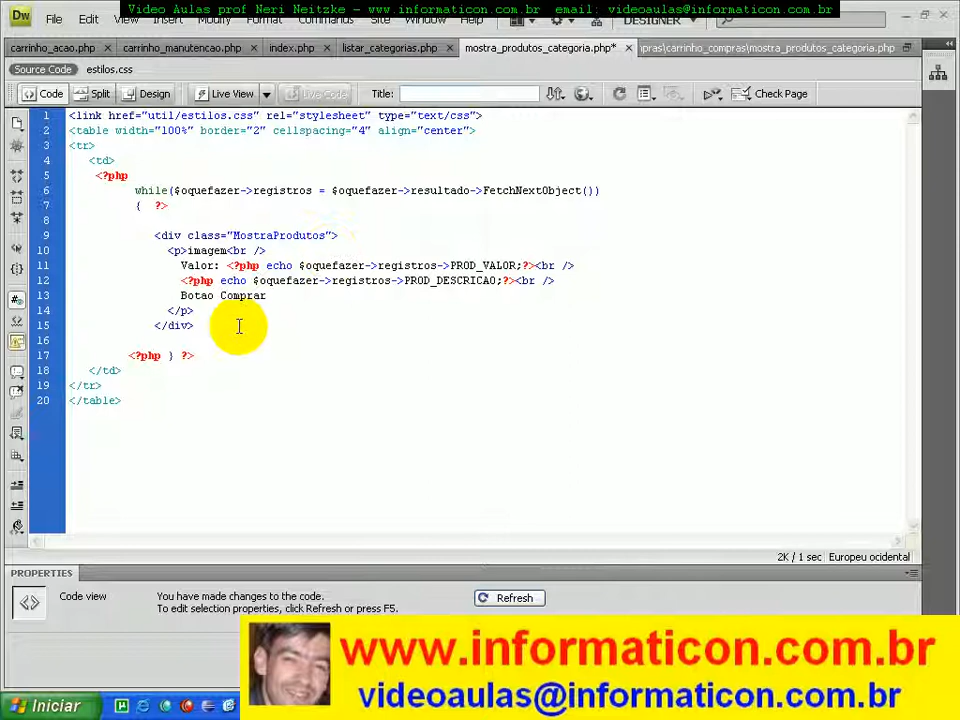 Video Aulas prof Neri Neitzke - www.informaticon.com.br email: videoaulas@informaticon.com.br
Dw File Edit View Insert Modify Format Commands Site Window Help DESIGNER
carrinho_acao.php carrinho_manutencao.php index.php listar_categorias.php mostra_produtos_categoria.php* pras\carrinho_compras\mostra_produtos_categoria.php
Source Code estilos.css
Code Split Design Live View Live Code Title: Check Page
1 <link href="util/estilos.css" rel="stylesheet" type="text/css">
2 <table width="100%" border="2" cellspacing="4" align="center">
3 <tr>
4 <td>
5 <?php
6 while($oquefazer->registros = $oquefazer->resultado->FetchNextObject())
7 { ?>
8
9 <div class="MostraProdutos">
10 <p>imagem<br />
11 Valor: <?php echo $oquefazer->registros->PROD_VALOR;?><br />
12 <?php echo $oquefazer->registros->PROD_DESCRICAO;?><br />
13 Botao Comprar
14 </p>
15 </div>
16
17 <?php } ?>
18 </td>
19 </tr>
20 </table>
2K / 1 sec Europeu ocidental
PROPERTIES
Code view You have made changes to the code.
To edit selection properties, click Refresh or press F5.
Refresh
www.informaticon.com.br
videoaulas@informaticon.com.br
Iniciar